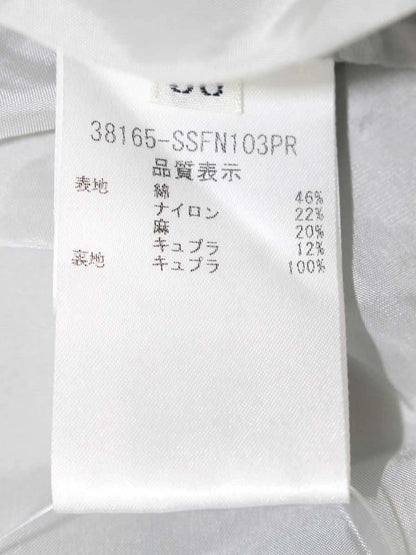 38165-SSFN103PR
品質表示
表地 綿 46%
ナイロン 22%
麻 20%
キュプラ 12%
裏地 キュプラ 100%